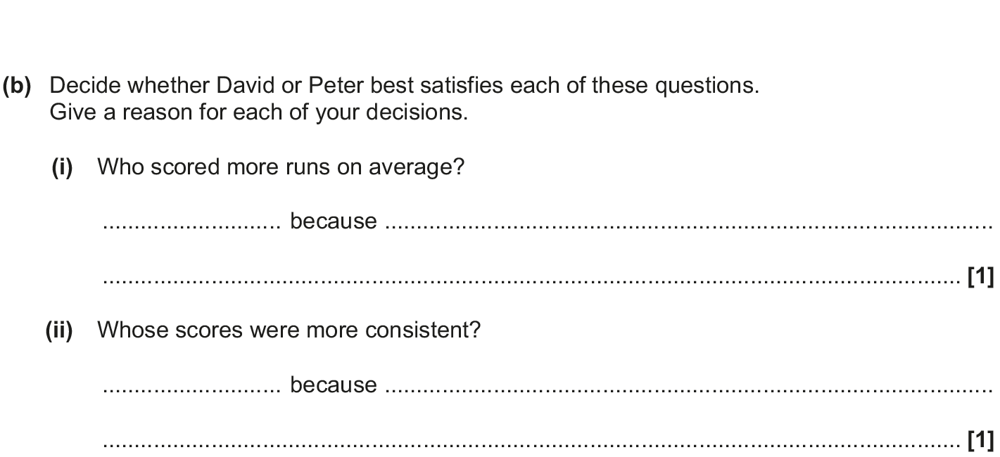 (b) Decide whether David or Peter best satisfies each of these questions.
Give a reason for each of your decisions.
(i) Who scored more runs on average?
............................ because ................................................................................................
........................................................................................................................................ [1]
(ii) Whose scores were more consistent?
............................ because ................................................................................................
........................................................................................................................................ [1]